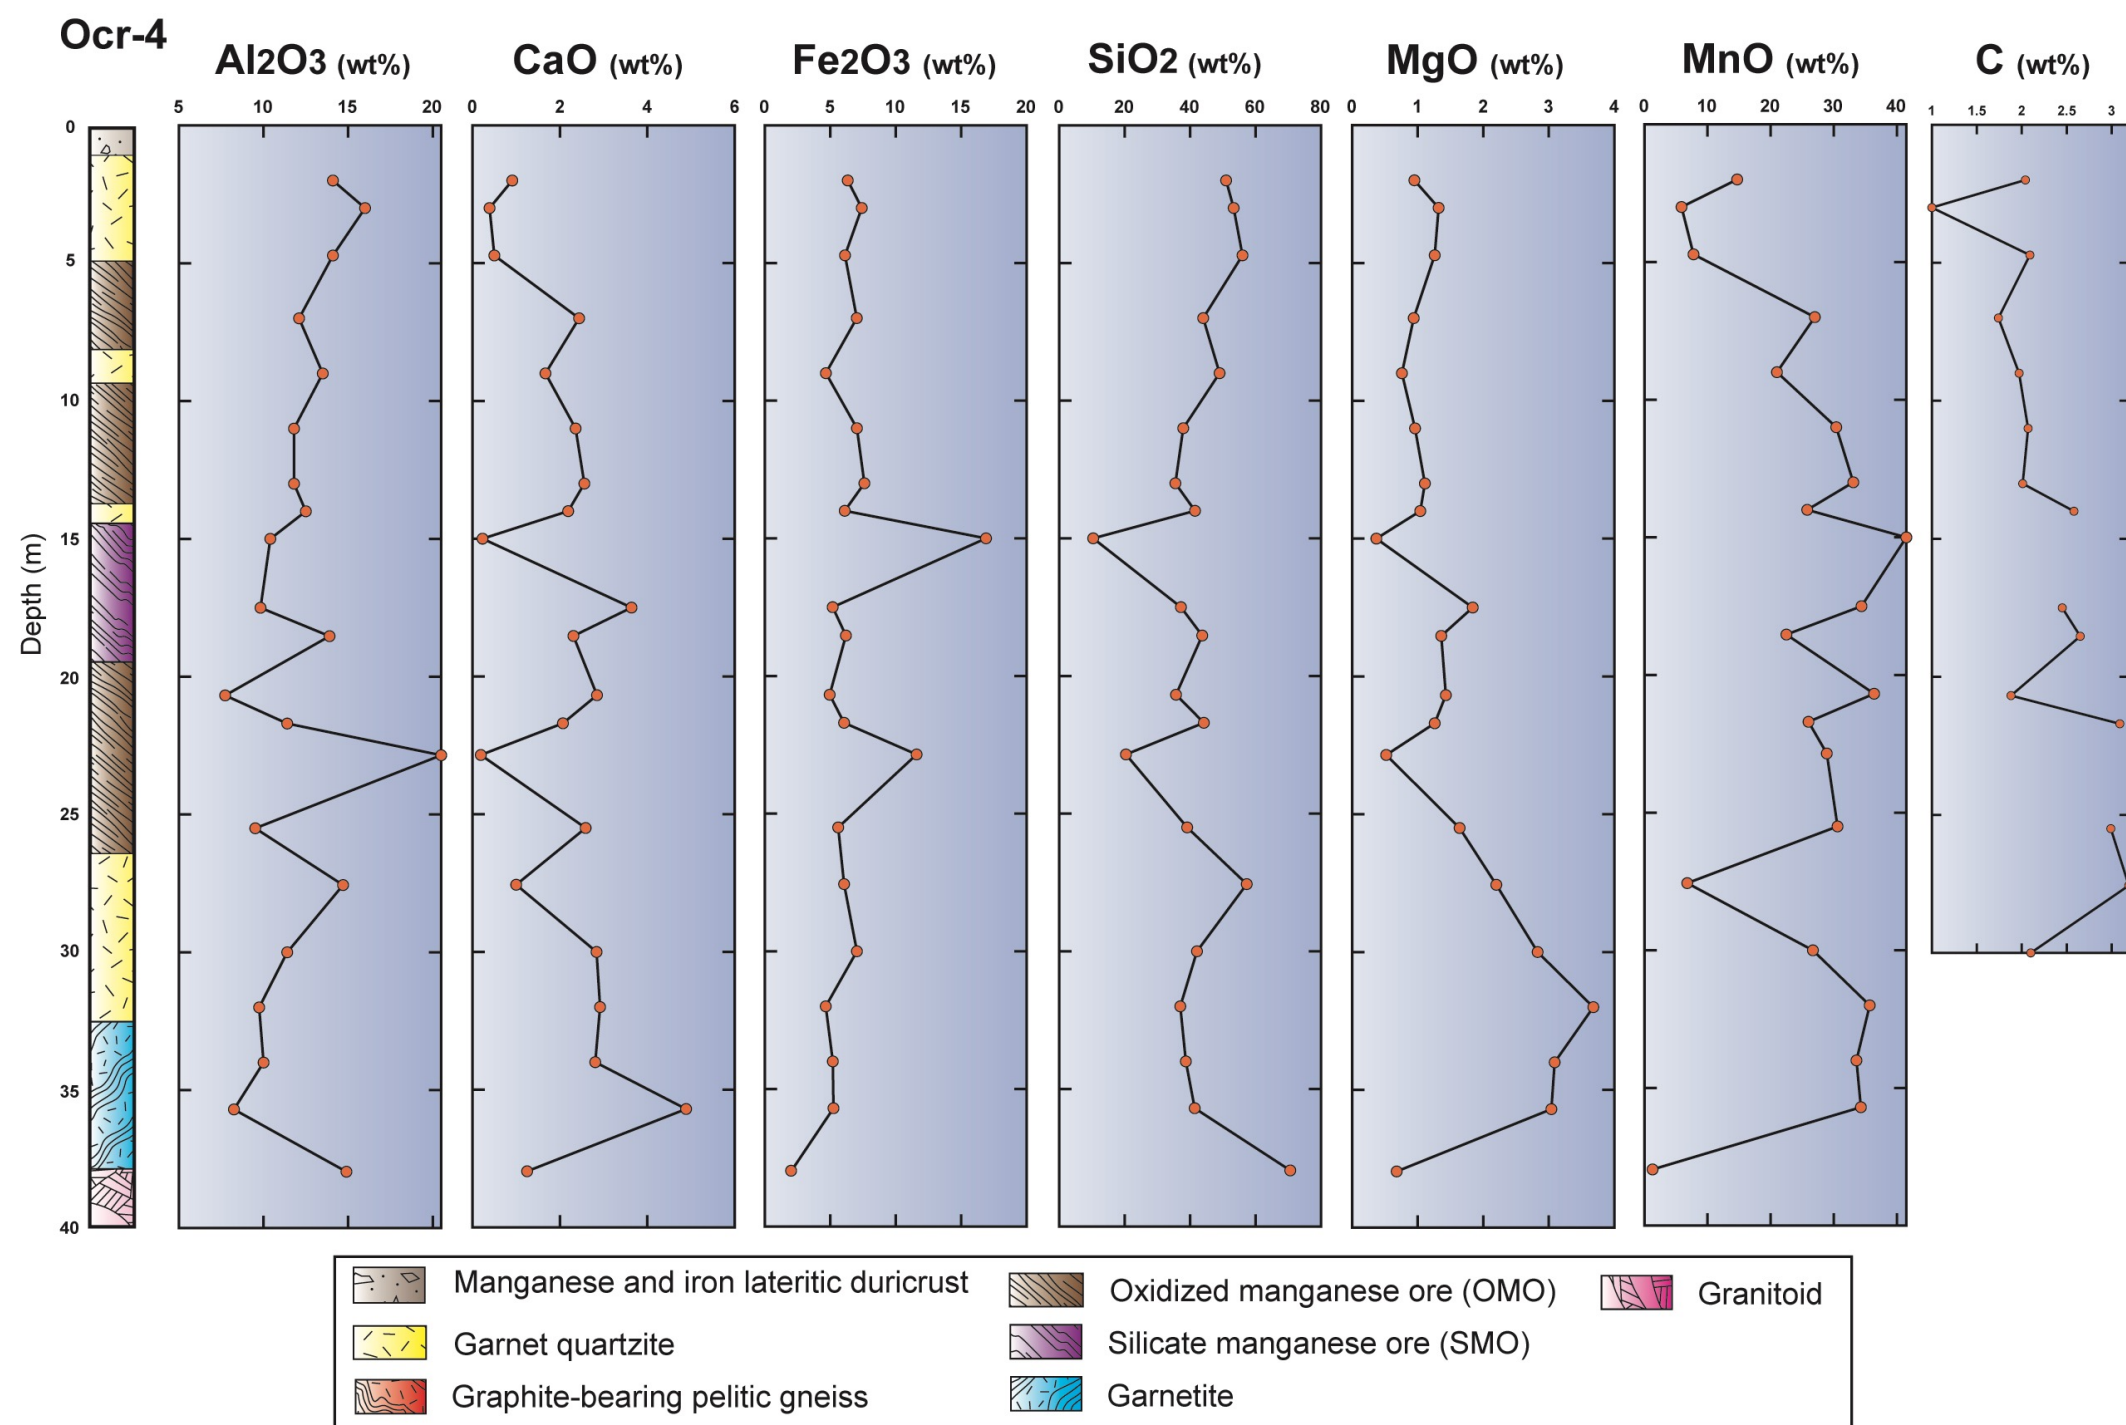 Ocr-4
Al2O3 (wt%) CaO (wt%) Fe2O3 (wt%) SiO2 (wt%) MgO (wt%) MnO (wt%) C (wt%)
5 10 15 20 0 2 4 6 0 5 10 15 20 0 20 40 60 80 0 1 2 3 4 0 10 20 30 40 1 1.5 2 2.5 3
0
5
10
15
20
25
30
35
40
Depth (m)
Manganese and iron lateritic duricrust Oxidized manganese ore (OMO) Granitoid
Garnet quartzite Silicate manganese ore (SMO)
Graphite-bearing pelitic gneiss Garnetite